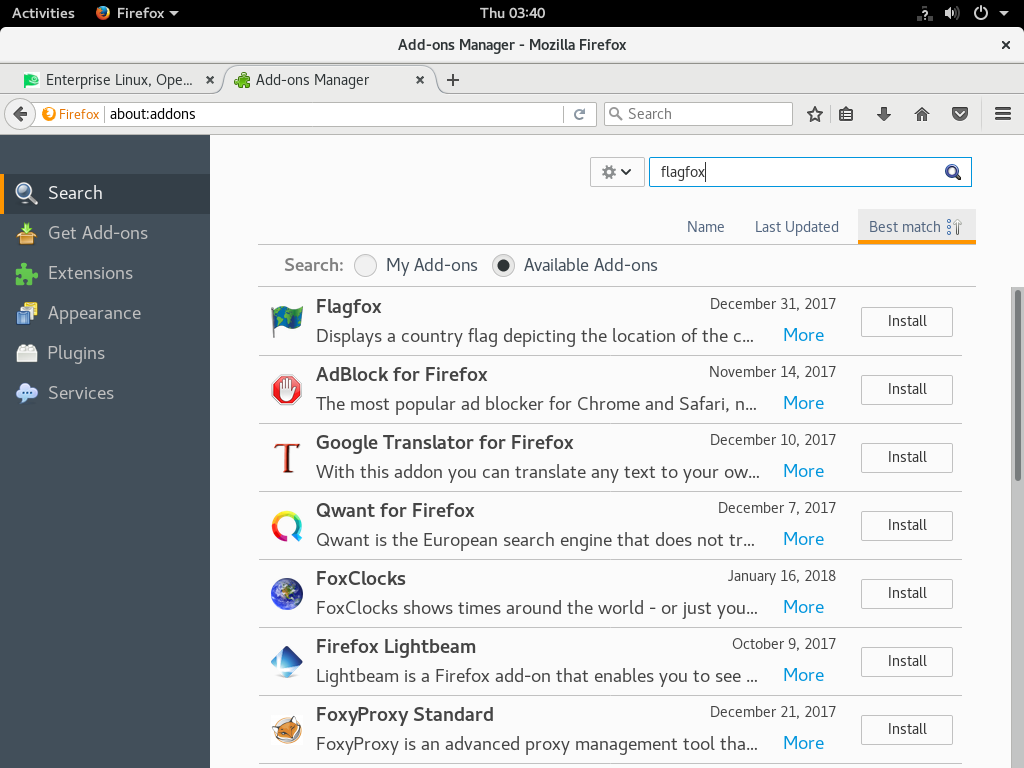 Activities Firefox Thu 03:40
Add-ons Manager - Mozilla Firefox
Enterprise Linux, Ope... Add-ons Manager
Firefox about:addons Search
flagfox
Search
Get Add-ons
Extensions
Appearance
Plugins
Services
Name Last Updated Best match
Search: My Add-ons Available Add-ons
Flagfox December 31, 2017 Install
Displays a country flag depicting the location of the c... More
AdBlock for Firefox November 14, 2017 Install
The most popular ad blocker for Chrome and Safari, n... More
Google Translator for Firefox December 10, 2017 Install
With this addon you can translate any text to your ow... More
Qwant for Firefox December 7, 2017 Install
Qwant is the European search engine that does not tr... More
FoxClocks January 16, 2018 Install
FoxClocks shows times around the world - or just you... More
Firefox Lightbeam October 9, 2017 Install
Lightbeam is a Firefox add-on that enables you to see ... More
FoxyProxy Standard December 21, 2017 Install
FoxyProxy is an advanced proxy management tool tha... More